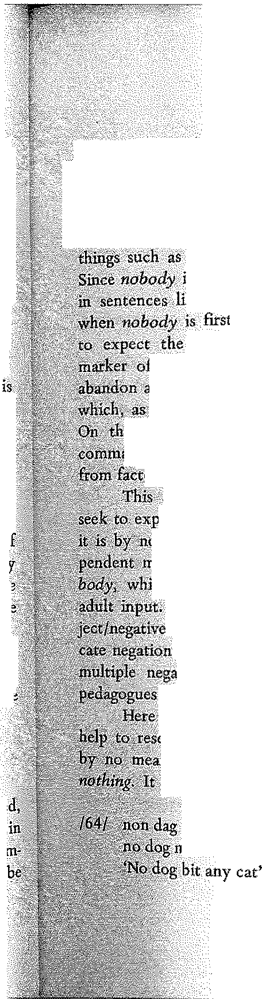 things such as
Since nobody i
in sentences li
when nobody is first
to expect the
marker of
abandon a
is
which, as
On th
comm
from fact
This
seek to exp
f
it is by no
y
pendent m
body, whi
e
adult input.
ject/negative
cate negation
multiple nega
e
pedagogues
Here
help to reso
by no mea
nothing. It
d,
in
/64/ non dag
m-
no dog n
be
'No dog bit any cat'